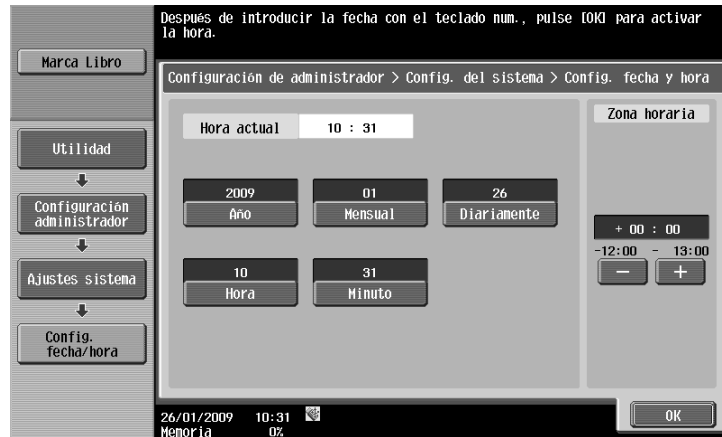 Después de introducir la fecha con el teclado num., pulse [OK] para activar
la hora.
Marca Libro
Configuración de administrador > Config. del sistema > Config. fecha y hora
Hora actual
10 : 31
Zona horaria
Utilidad
2009
01
26
Año
Mensual
Diariamente
Configuración
administrador
+ 00 : 00
-12:00 - 13:00
- +
Ajustes sistema
10
31
Hora
Minuto
Config.
fecha/hora
26/01/2009 10:31
Memoria 0%
OK